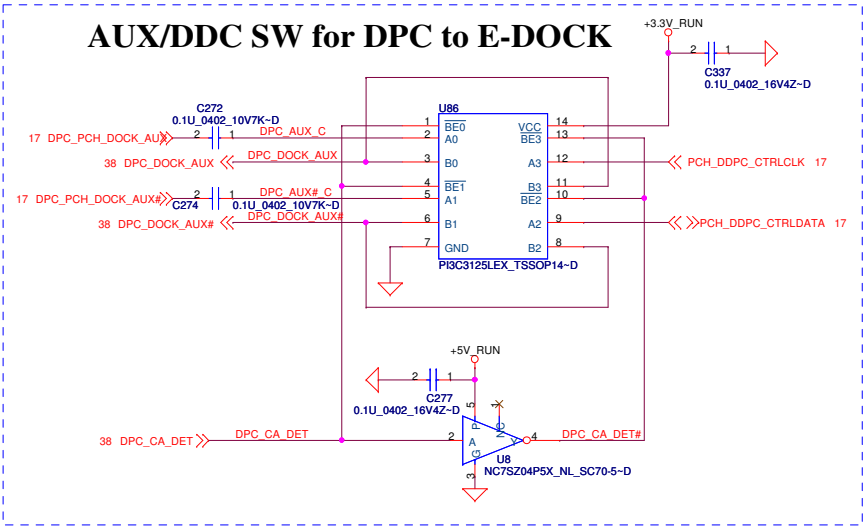 AUX/DDC SW for DPC to E-DOCK
+3.3V_RUN
2 1
C337
0.1U_0402_16V4Z~D
C272
0.1U_0402_10V7K~D
17 DPC_PCH_DOCK_AUX 2 1 DPC_AUX_C
38 DPC_DOCK_AUX DPC_DOCK_AUX
17 DPC_PCH_DOCK_AUX# 2 1 DPC_AUX#_C
C274 0.1U_0402_10V7K~D
38 DPC_DOCK_AUX# DPC_DOCK_AUX#
U86
1 BE0 VCC 14
2 A0 BE3 13
3 B0 A3 12
4 BE1 B3 11
5 A1 BE2 10
6 B1 A2 9
7 GND B2 8
PI3C3125LEX_TSSOP14~D
PCH_DDPC_CTRLCLK 17
PCH_DDPC_CTRLDATA 17
+5V_RUN
2 1
C277
0.1U_0402_16V4Z~D
38 DPC_CA_DET DPC_CA_DET 2 A Y 4 DPC_CA_DET#
5 P
1 NC
G 3
U8
NC7SZ04P5X_NL_SC70-5~D